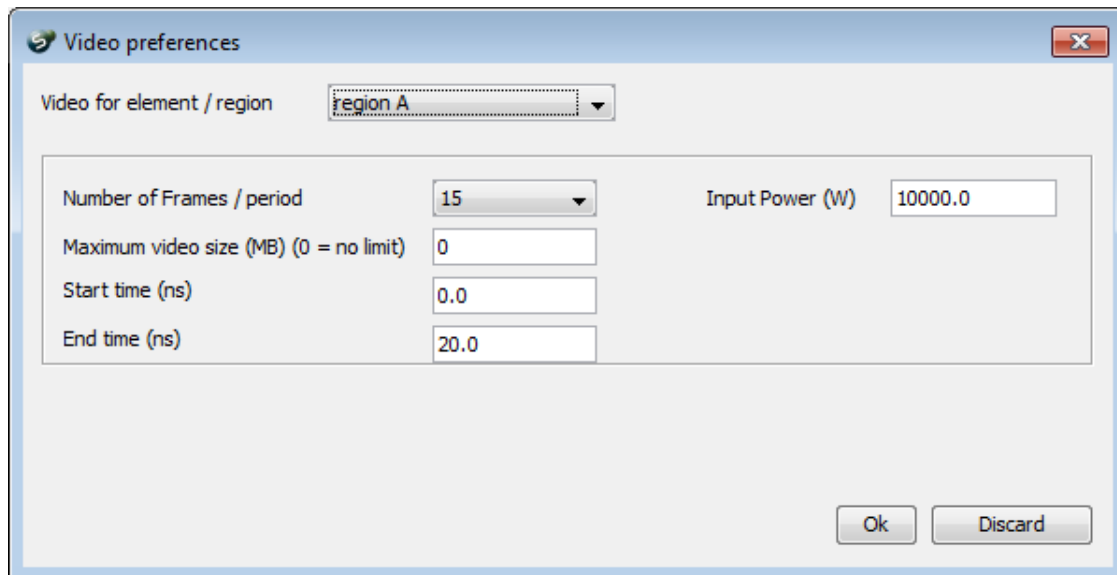 Video preferences
Video for element / region region A
Number of Frames / period 15 Input Power (W) 10000.0
Maximum video size (MB) (0 = no limit) 0
Start time (ns) 0.0
End time (ns) 20.0
Ok Discard